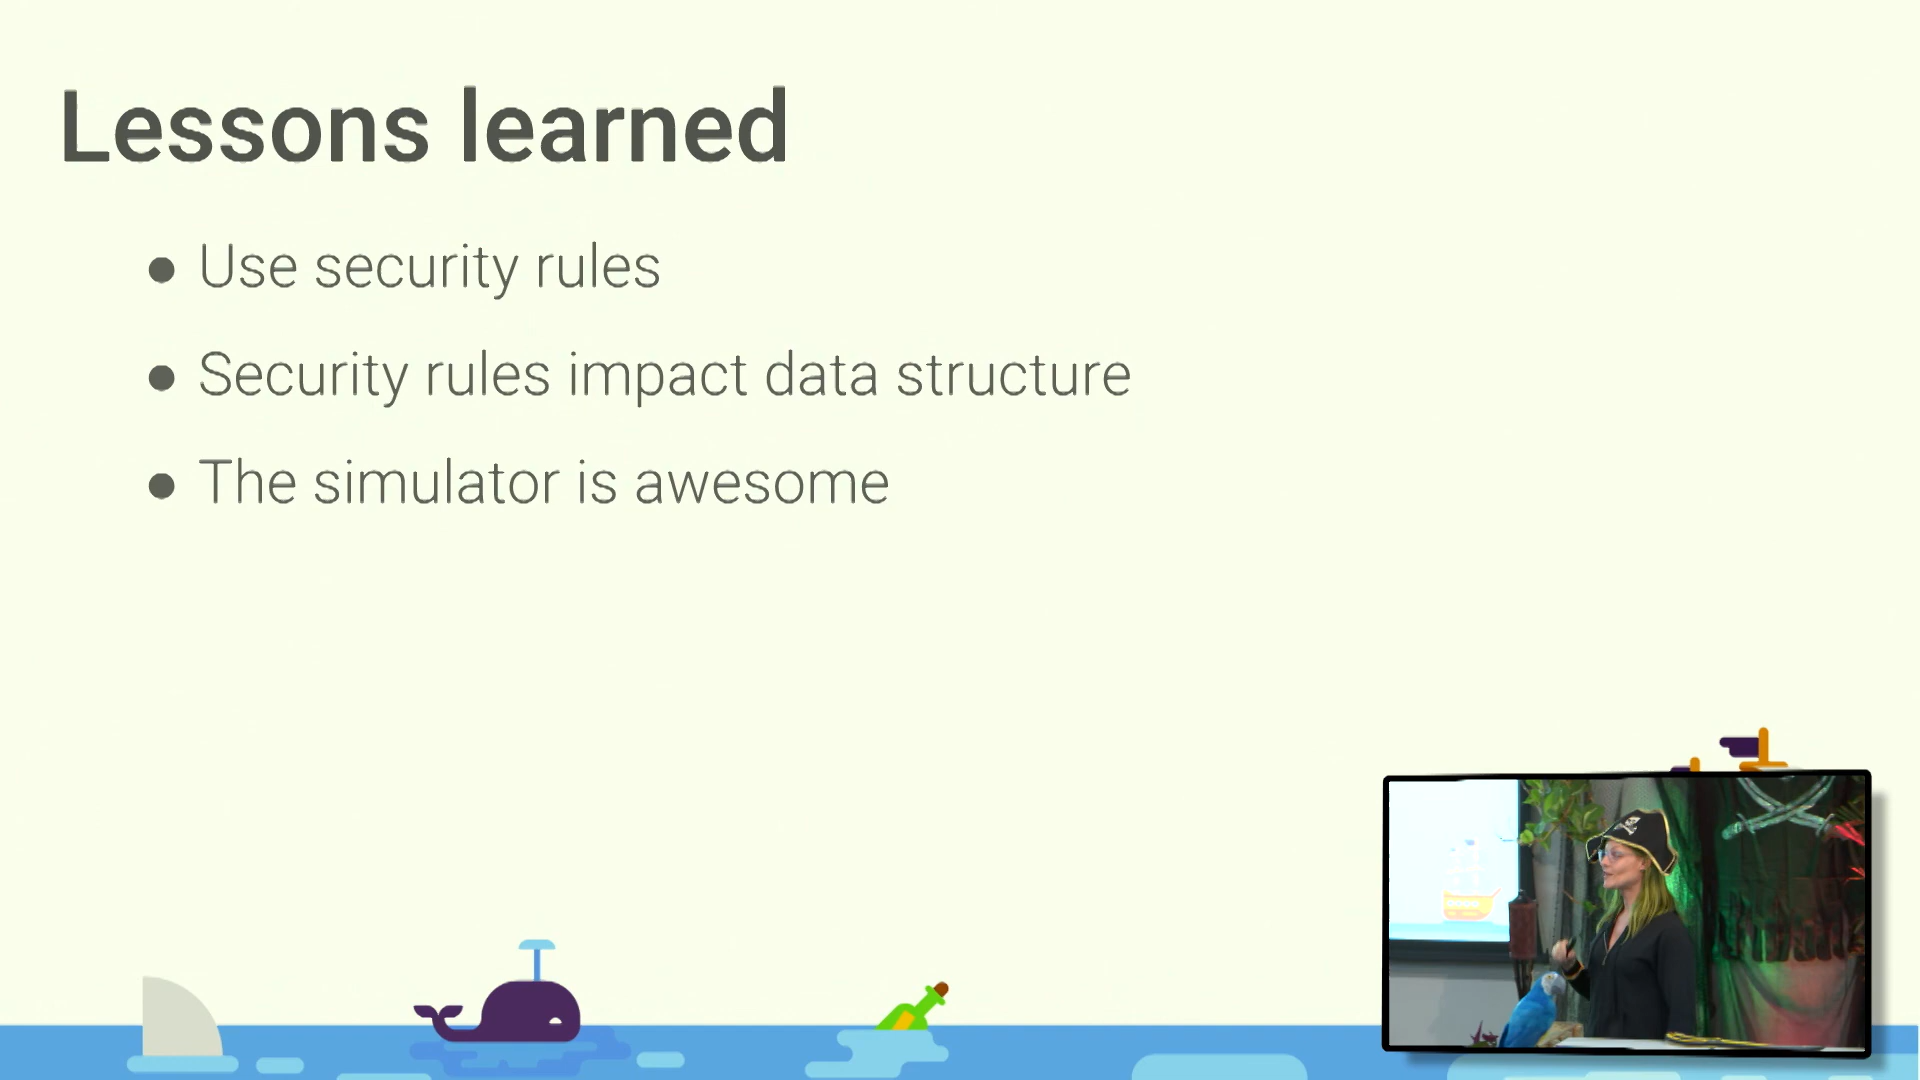 Lessons learned
● Use security rules
● Security rules impact data structure
● The simulator is awesome